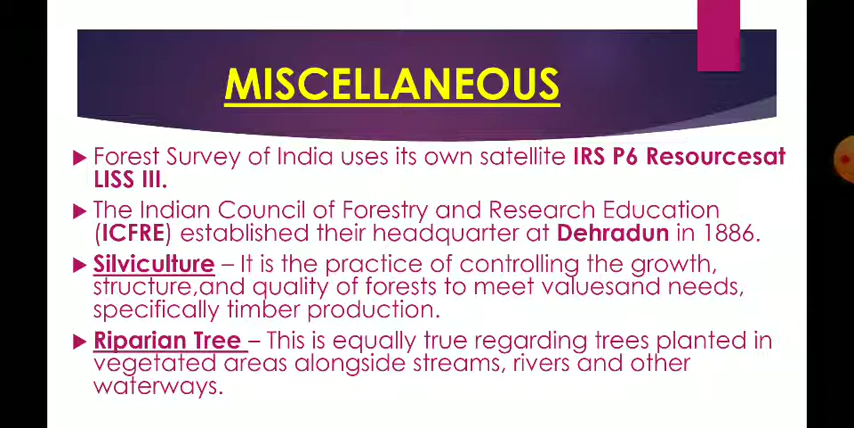 MISCELLANEOUS
Forest Survey of India uses its own satellite IRS P6 Resourcesat
LISS III.
The Indian Council of Forestry and Research Education
(ICFRE) established their headquarter at Dehradun in 1886.
Silviculture – It is the practice of controlling the growth,
structure,and quality of forests to meet valuesand needs,
specifically timber production.
Riparian Tree – This is equally true regarding trees planted in
vegetated areas alongside streams, rivers and other
waterways.